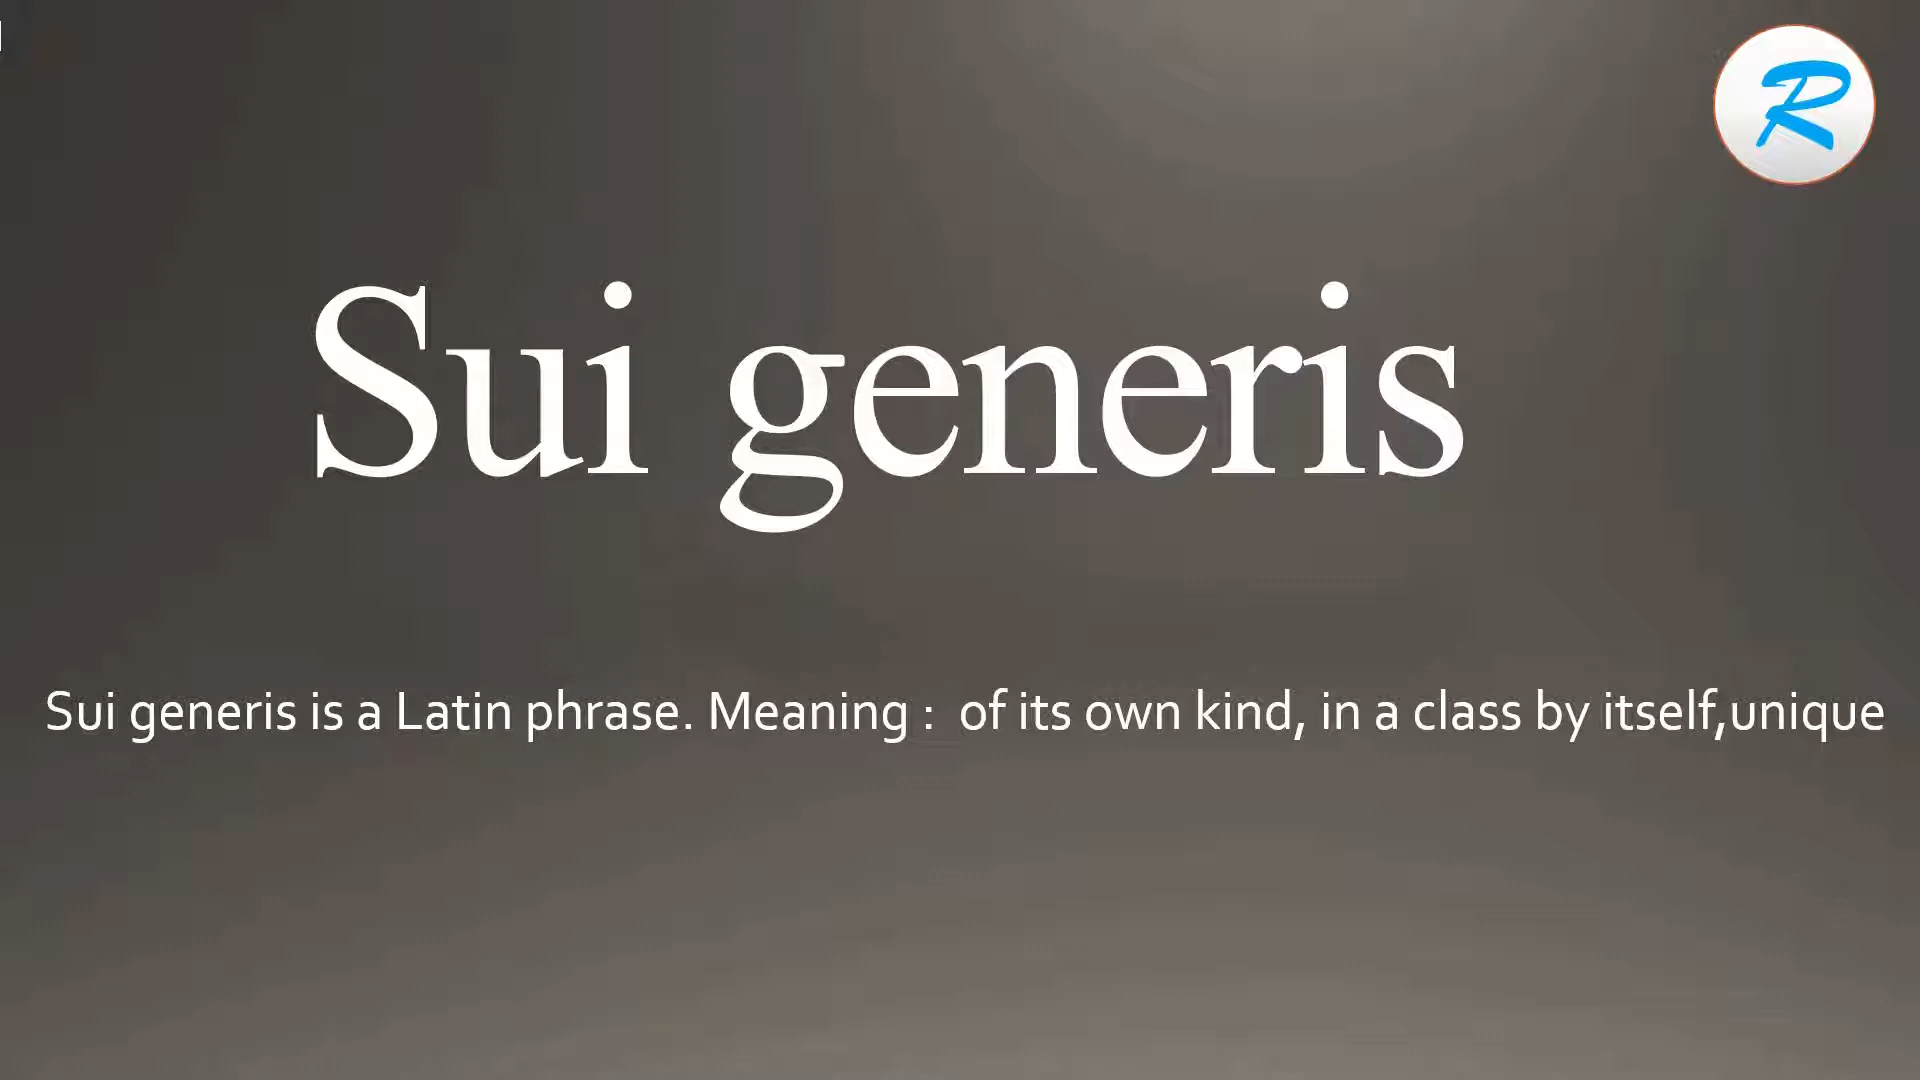 R
Sui generis
Sui generis is a Latin phrase. Meaning :  of its own kind, in a class by itself,unique